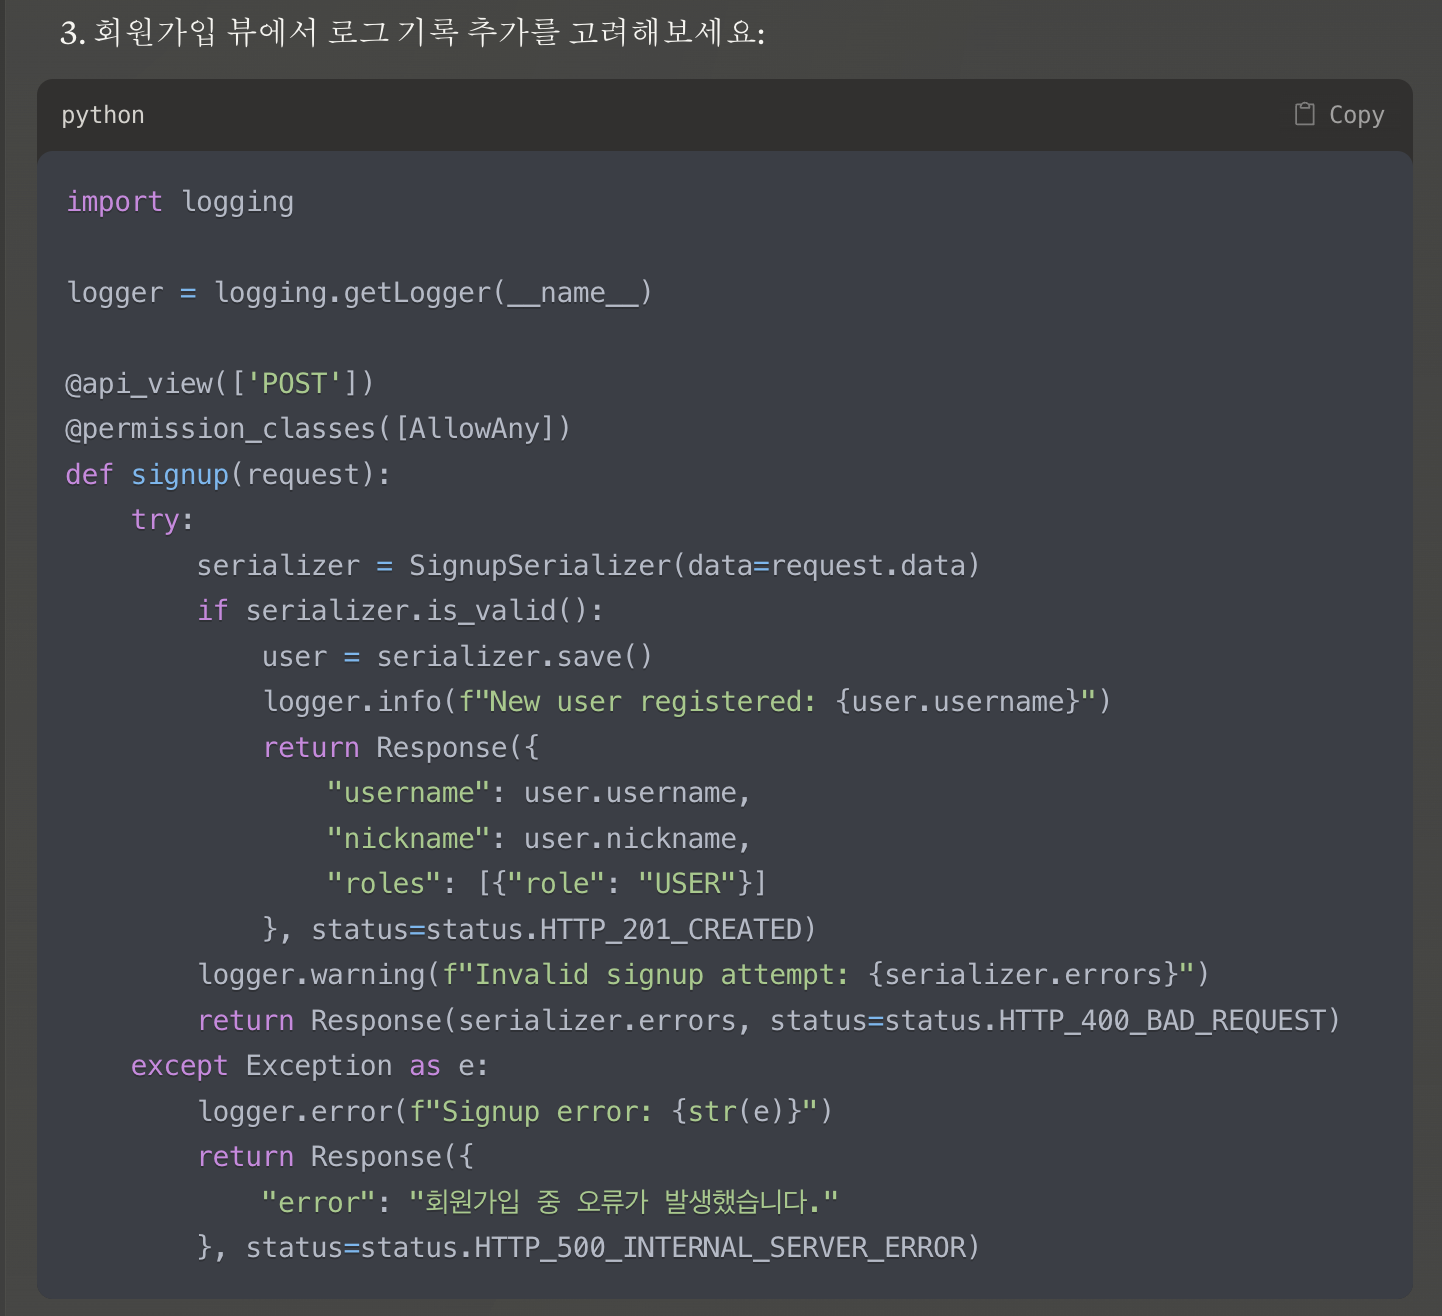 3. 회원가입 뷰에서 로그 기록 추가를 고려해보세요:
python
Copy
import logging
logger = logging.getLogger(__name__)
@api_view(['POST'])
@permission_classes([AllowAny])
def signup(request):
    try:
        serializer = SignupSerializer(data=request.data)
        if serializer.is_valid():
            user = serializer.save()
            logger.info(f"New user registered: {user.username}")
            return Response({
                "username": user.username,
                "nickname": user.nickname,
                "roles": [{"role": "USER"}]
            }, status=status.HTTP_201_CREATED)
        logger.warning(f"Invalid signup attempt: {serializer.errors}")
        return Response(serializer.errors, status=status.HTTP_400_BAD_REQUEST)
    except Exception as e:
        logger.error(f"Signup error: {str(e)}")
        return Response({
            "error": "회원가입 중 오류가 발생했습니다."
        }, status=status.HTTP_500_INTERNAL_SERVER_ERROR)